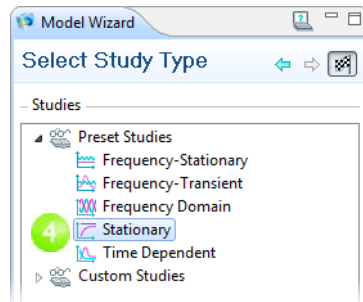 Model Wizard
Select Study Type
Studies
Preset Studies
Frequency-Stationary
Frequency-Transient
Frequency Domain
4 Stationary
Time Dependent
Custom Studies